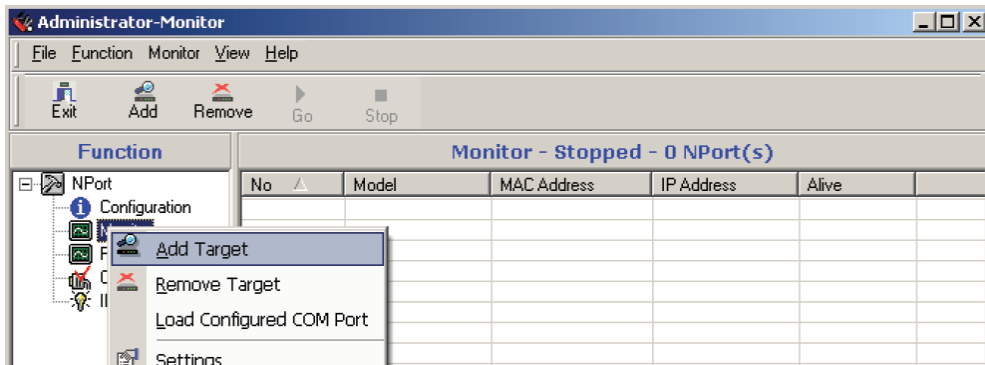 Administrator-Monitor
File Function Monitor View Help
Exit Add Remove Go Stop
Function
Monitor - Stopped - 0 NPort(s)
NPort
No Model MAC Address IP Address Alive
Configuration
Add Target
Remove Target
Load Configured COM Port
Settings